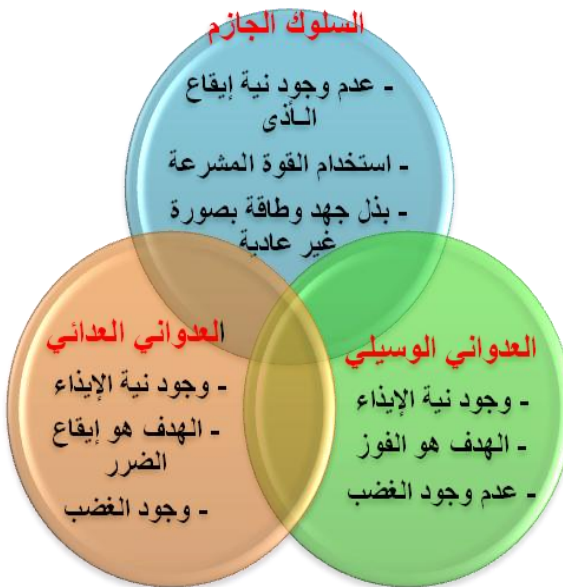 السلوك الجازم
- عدم وجود نية إيقاع
الأذى
- استخدام القوة المشرعة
- بذل جهد وطاقة بصورة
غير عادية
العدواني العدائي
- وجود نية الإيذاء
- الهدف هو إيقاع
الضرر
- وجود الغضب
العدواني الوسيلي
- وجود نية الإيذاء
- الهدف هو الفوز
- عدم وجود الغضب